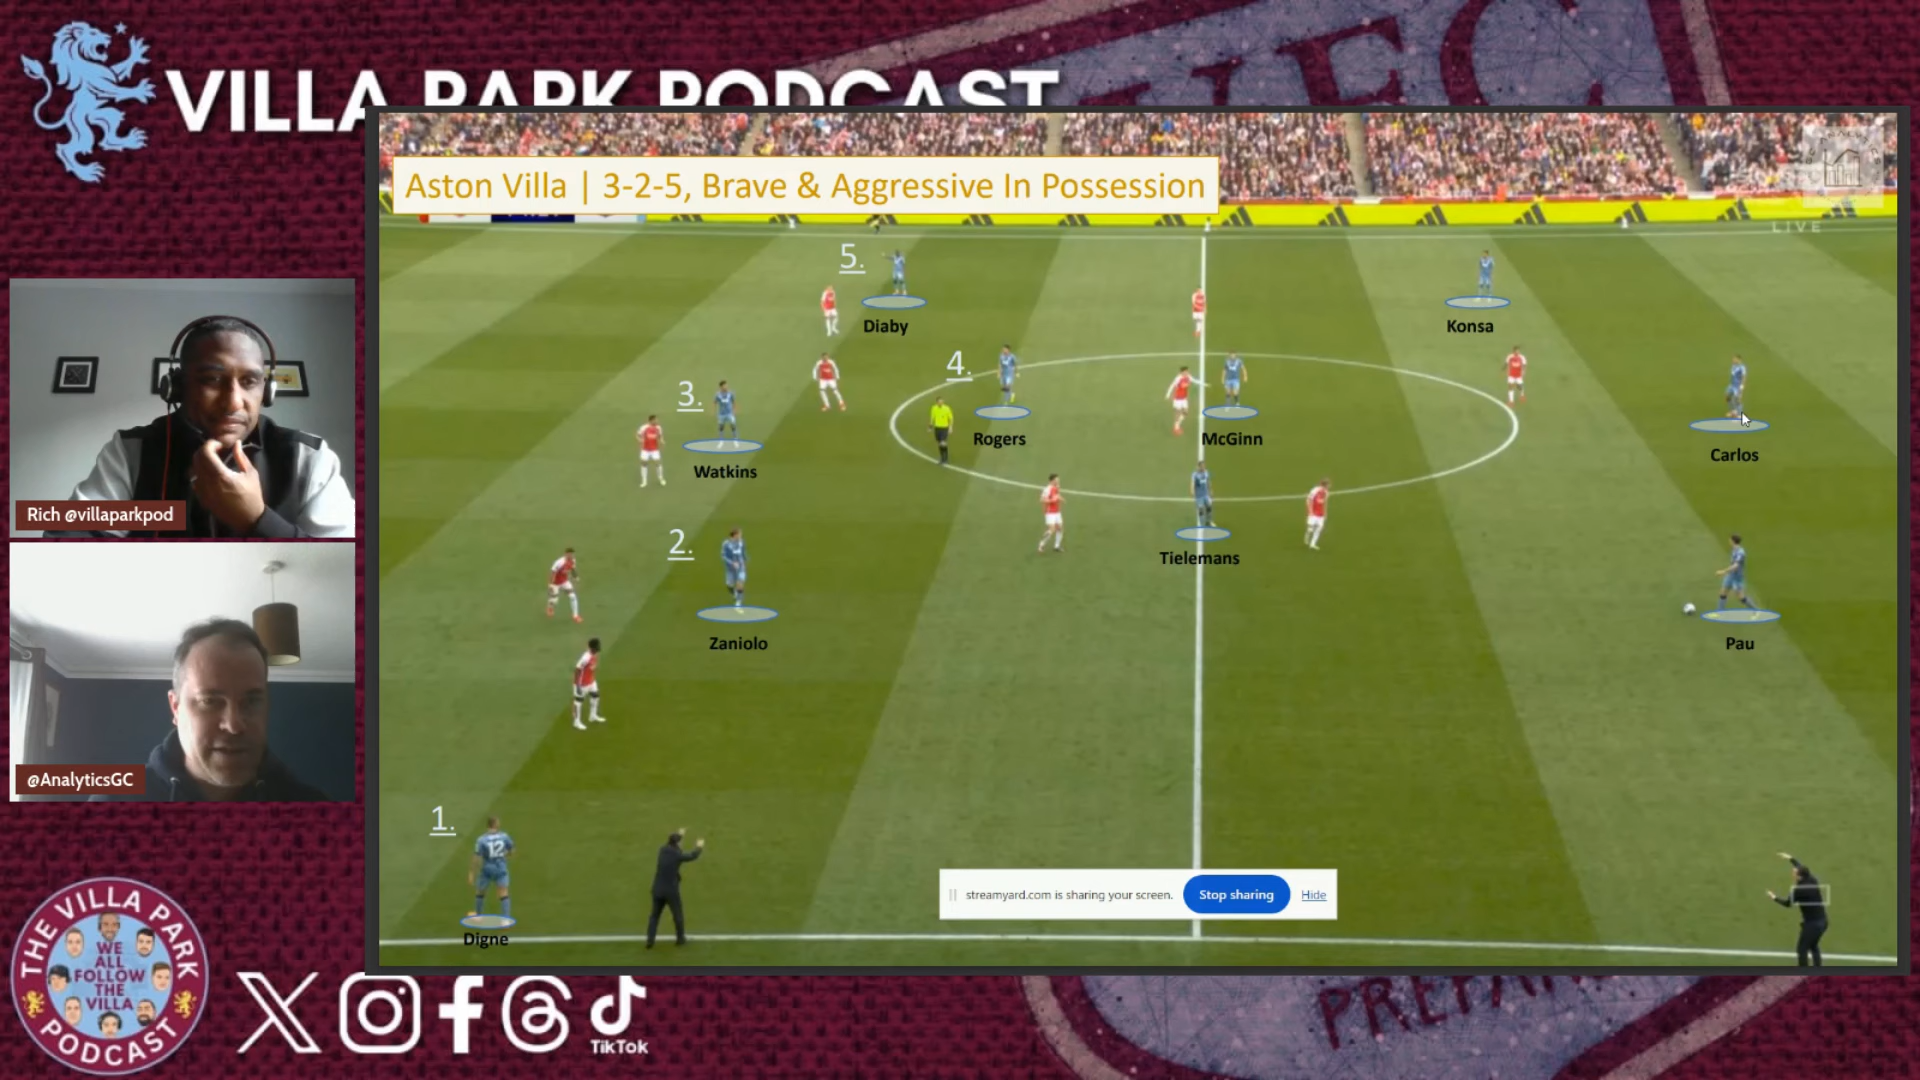 VILLA PARK PODCAST
Aston Villa | 3-2-5, Brave & Aggressive In Possession
LIVE
5.
Diaby
Konsa
4.
3.
Rogers
McGinn
Carlos
Watkins
2.
Tielemans
Zaniolo
Pau
Rich @villaparkpod
@AnalyticsGC
1.
12
Digne
streamyard.com is sharing your screen.
Stop sharing
Hide
THE VILLA PARK PODCAST
WE
ALL
FOLLOW
THE
VILLA
TikTok